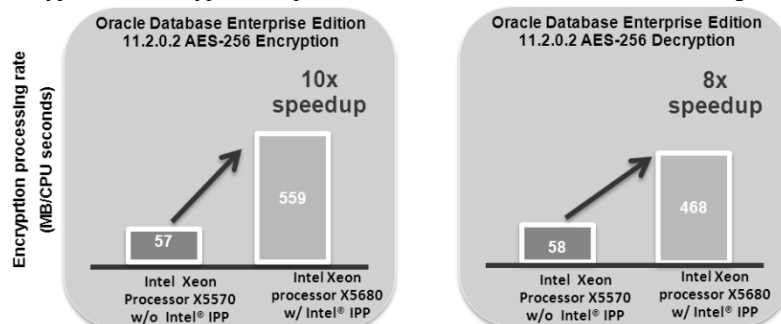 Oracle Database Enterprise Edition
11.2.0.2 AES-256 Encryption
10x
speedup
Encryprtion processing rate
(MB/CPU seconds)
57
559
Intel Xeon
Processor X5570
w/o Intel® IPP
Intel Xeon
processor X5680
w/ Intel® IPP
Oracle Database Enterprise Edition
11.2.0.2 AES-256 Decryption
8x
speedup
58
468
Intel Xeon
Processor X5570
w/o Intel® IPP
Intel Xeon
processor X5680
w/ Intel® IPP